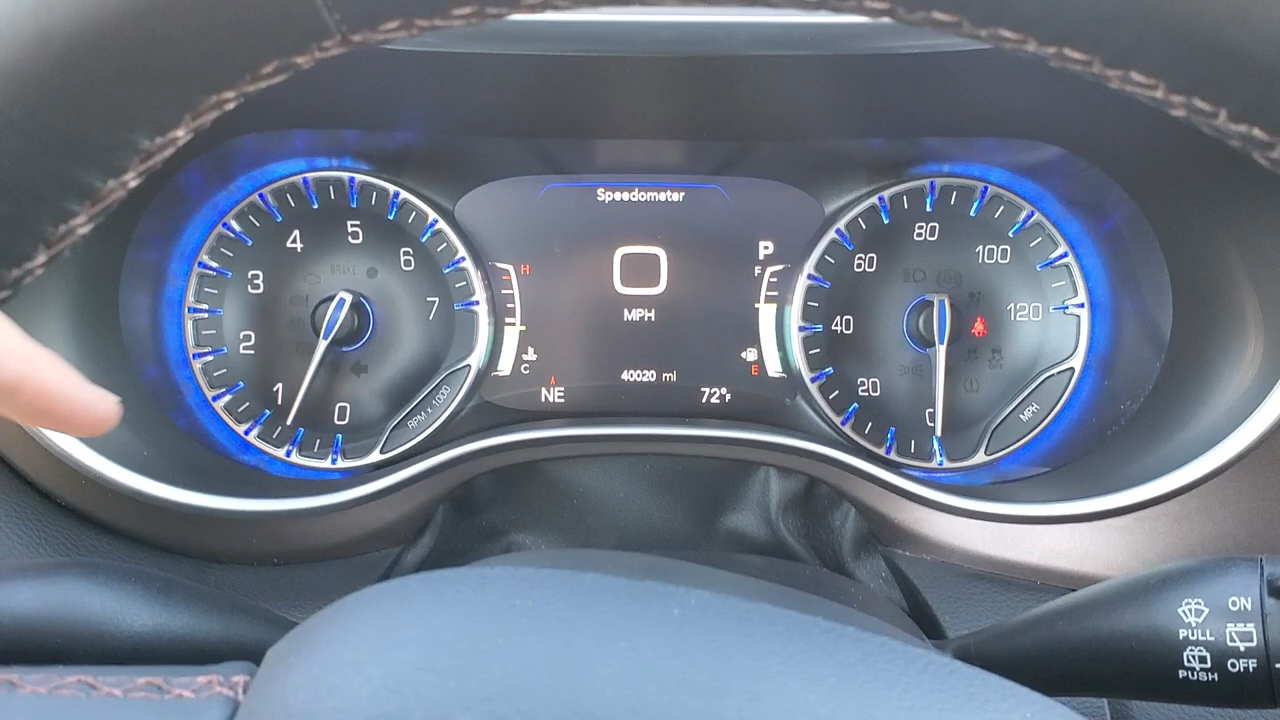 Speedometer
0
MPH
P
H
C
F
E
NE
40020 mi
72°F
0
1
2
3
4
5
6
7
RPM x 1000
BRAKE
0
20
40
60
80
100
120
MPH
ON
PULL
OFF
PUSH